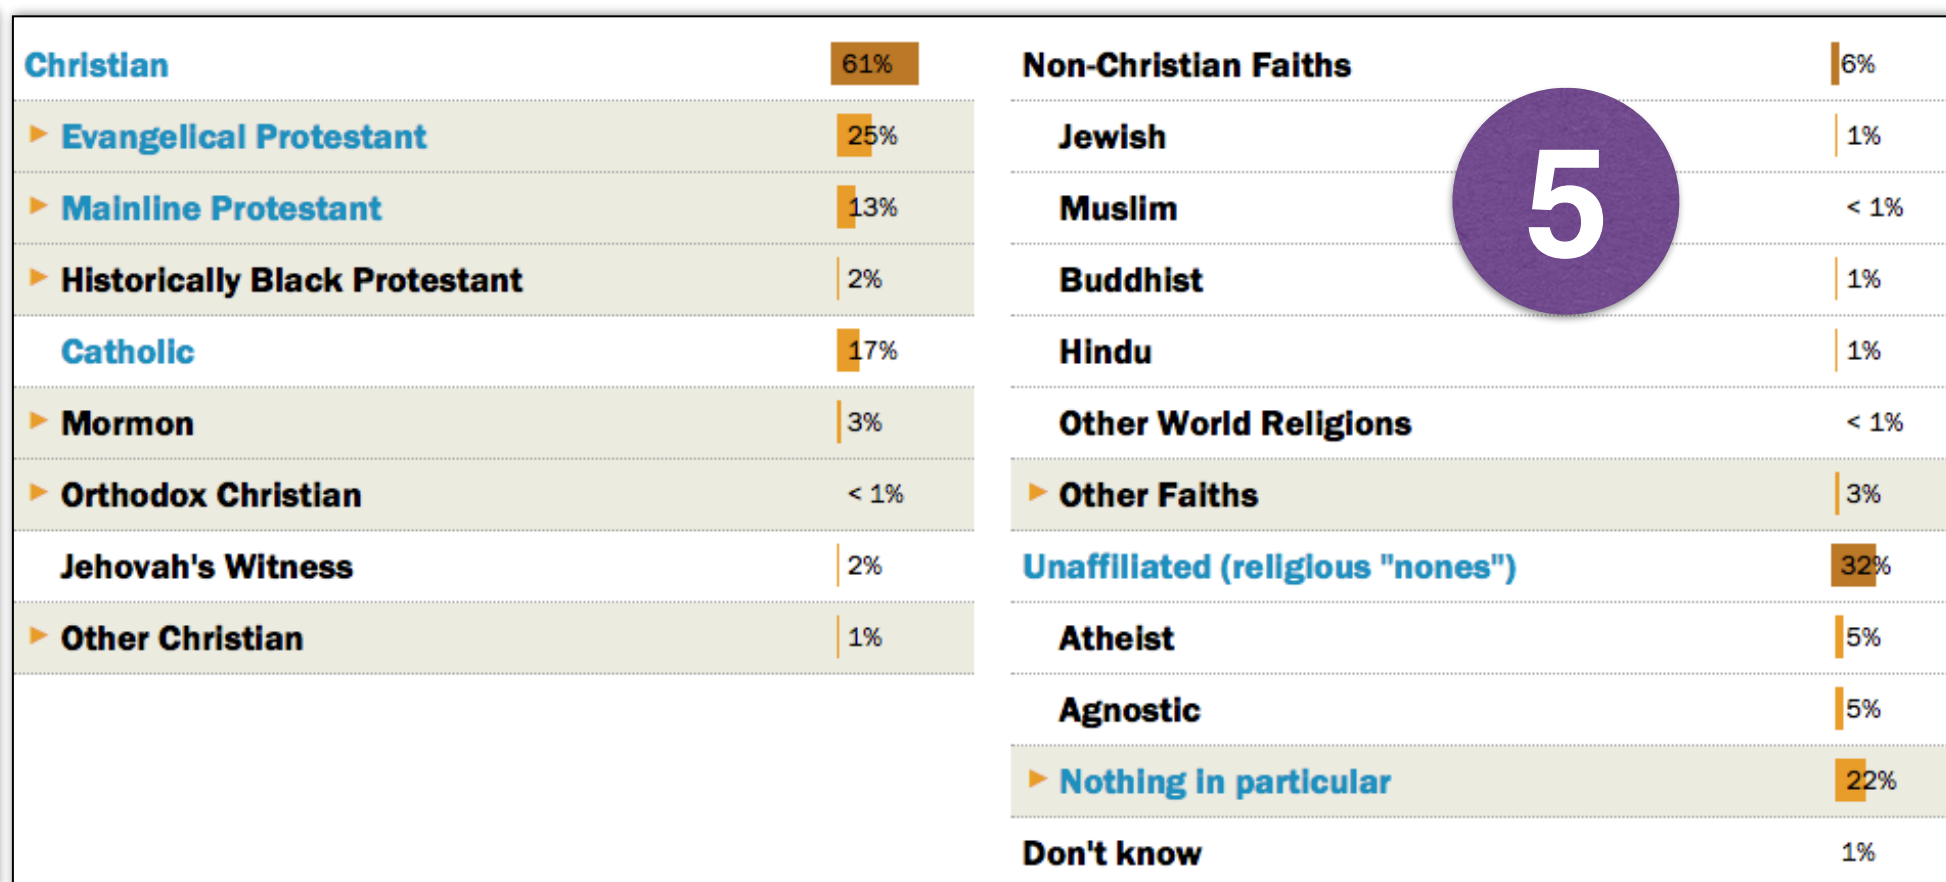 Christian 61%
Evangelical Protestant 25%
Mainline Protestant 13%
Historically Black Protestant 2%
Catholic 17%
Mormon 3%
Orthodox Christian < 1%
Jehovah's Witness 2%
Other Christian 1%
Non-Christian Faiths 6%
Jewish 1%
Muslim < 1%
Buddhist 1%
Hindu 1%
Other World Religions < 1%
Other Faiths 3%
Unaffiliated (religious "nones") 32%
Atheist 5%
Agnostic 5%
Nothing in particular 22%
Don't know 1%
5